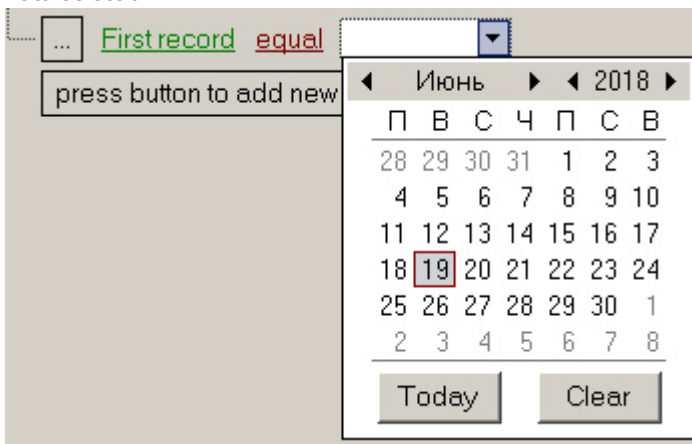 ... First record equal
press button to add new
Июнь 2018
П В С Ч П С В
28 29 30 31 1 2 3
4 5 6 7 8 9 10
11 12 13 14 15 16 17
18 19 20 21 22 23 24
25 26 27 28 29 30 1
2 3 4 5 6 7 8
Today Clear